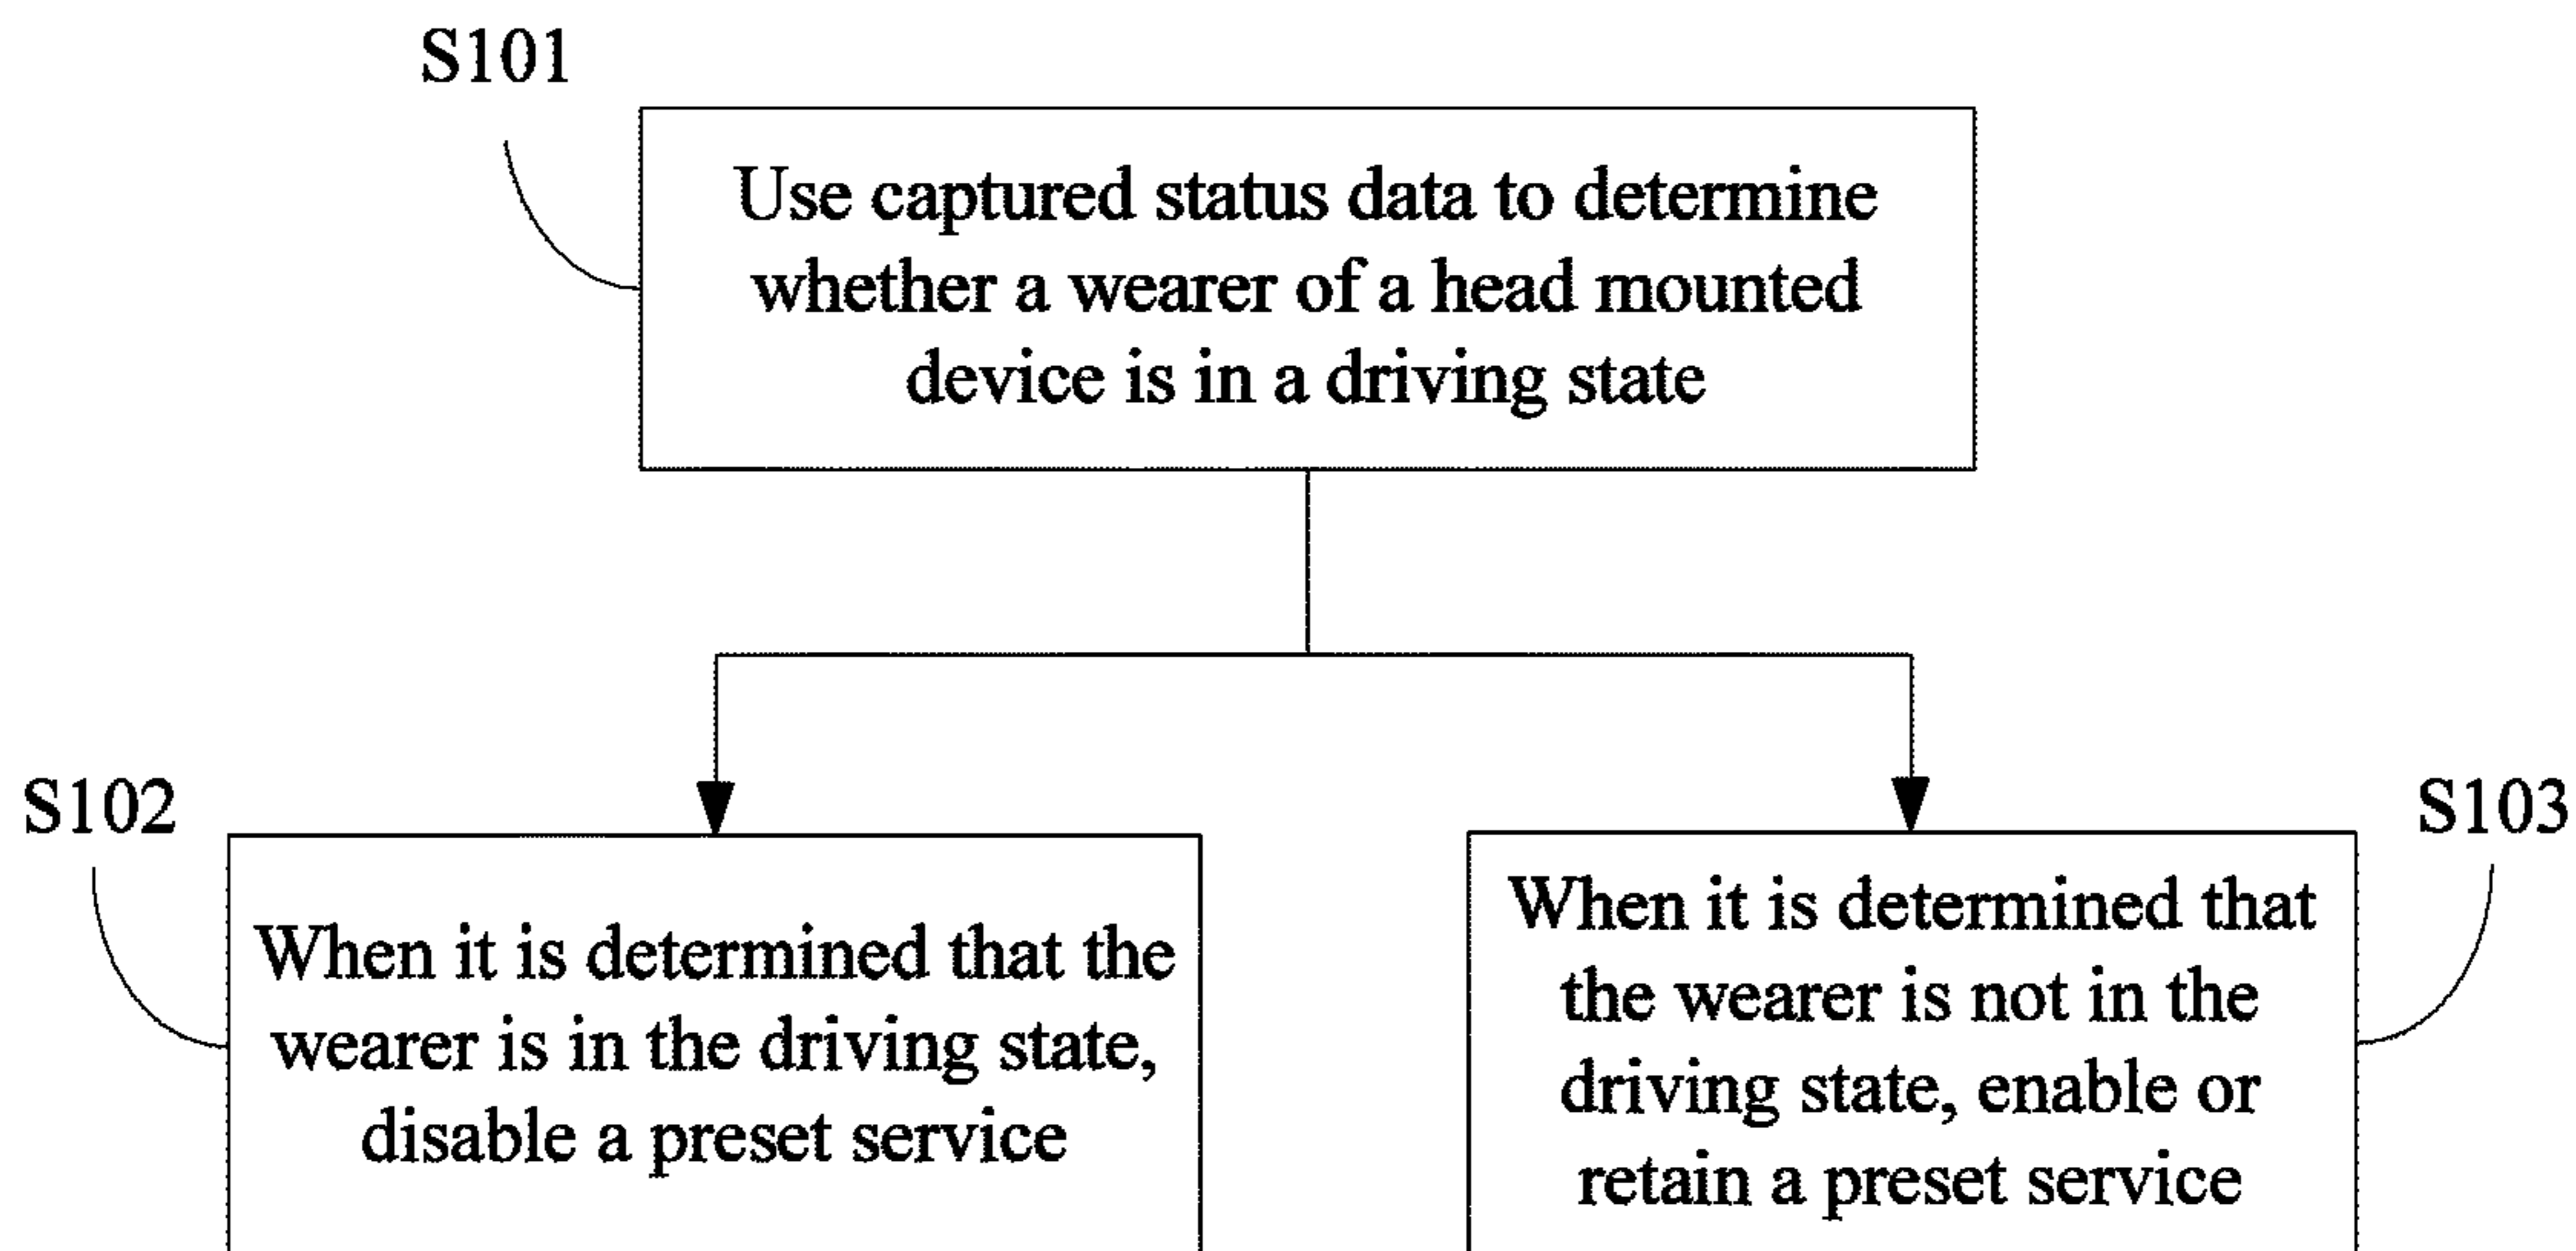 S101
Use captured status data to determine
whether a wearer of a head mounted
device is in a driving state
S102
When it is determined that the
wearer is in the driving state,
disable a preset service
S103
When it is determined that
the wearer is not in the
driving state, enable or
retain a preset service